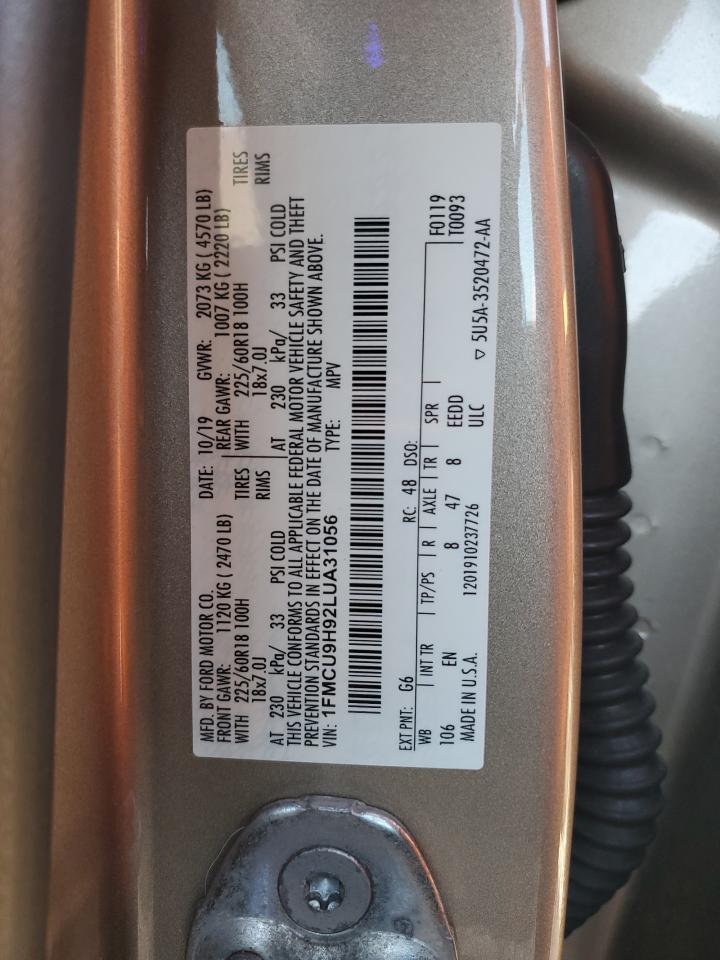 MFD. BY FORD MOTOR CO. DATE: 10/19 GVWR: 2073 KG ( 4570 LB)
FRONT GAWR: 1120 KG ( 2470 LB) REAR GAWR: 1007 KG ( 2220 LB)
WITH 225/60R18 100H TIRES WITH 225/60R18 100H TIRES
18x7.0J RIMS 18x7.0J RIMS
AT 230 kPa/ 33 PSI COLD AT 230 kPa/ 33 PSI COLD
THIS VEHICLE CONFORMS TO ALL APPLICABLE FEDERAL MOTOR VEHICLE SAFETY AND THEFT
PREVENTION STANDARDS IN EFFECT ON THE DATE OF MANUFACTURE SHOWN ABOVE.
VIN: 1FMCU9H92LUA31056 TYPE: MPV
EXT PNT: G6 RC: 48 DSO: F0119
WB INT TR TP/PS R AXLE TR SPR T0093
106 EN 8 47 8 EEDD
MADE IN U.S.A. 1201910237726 ULC
▽ 5U5A-3520472-AA